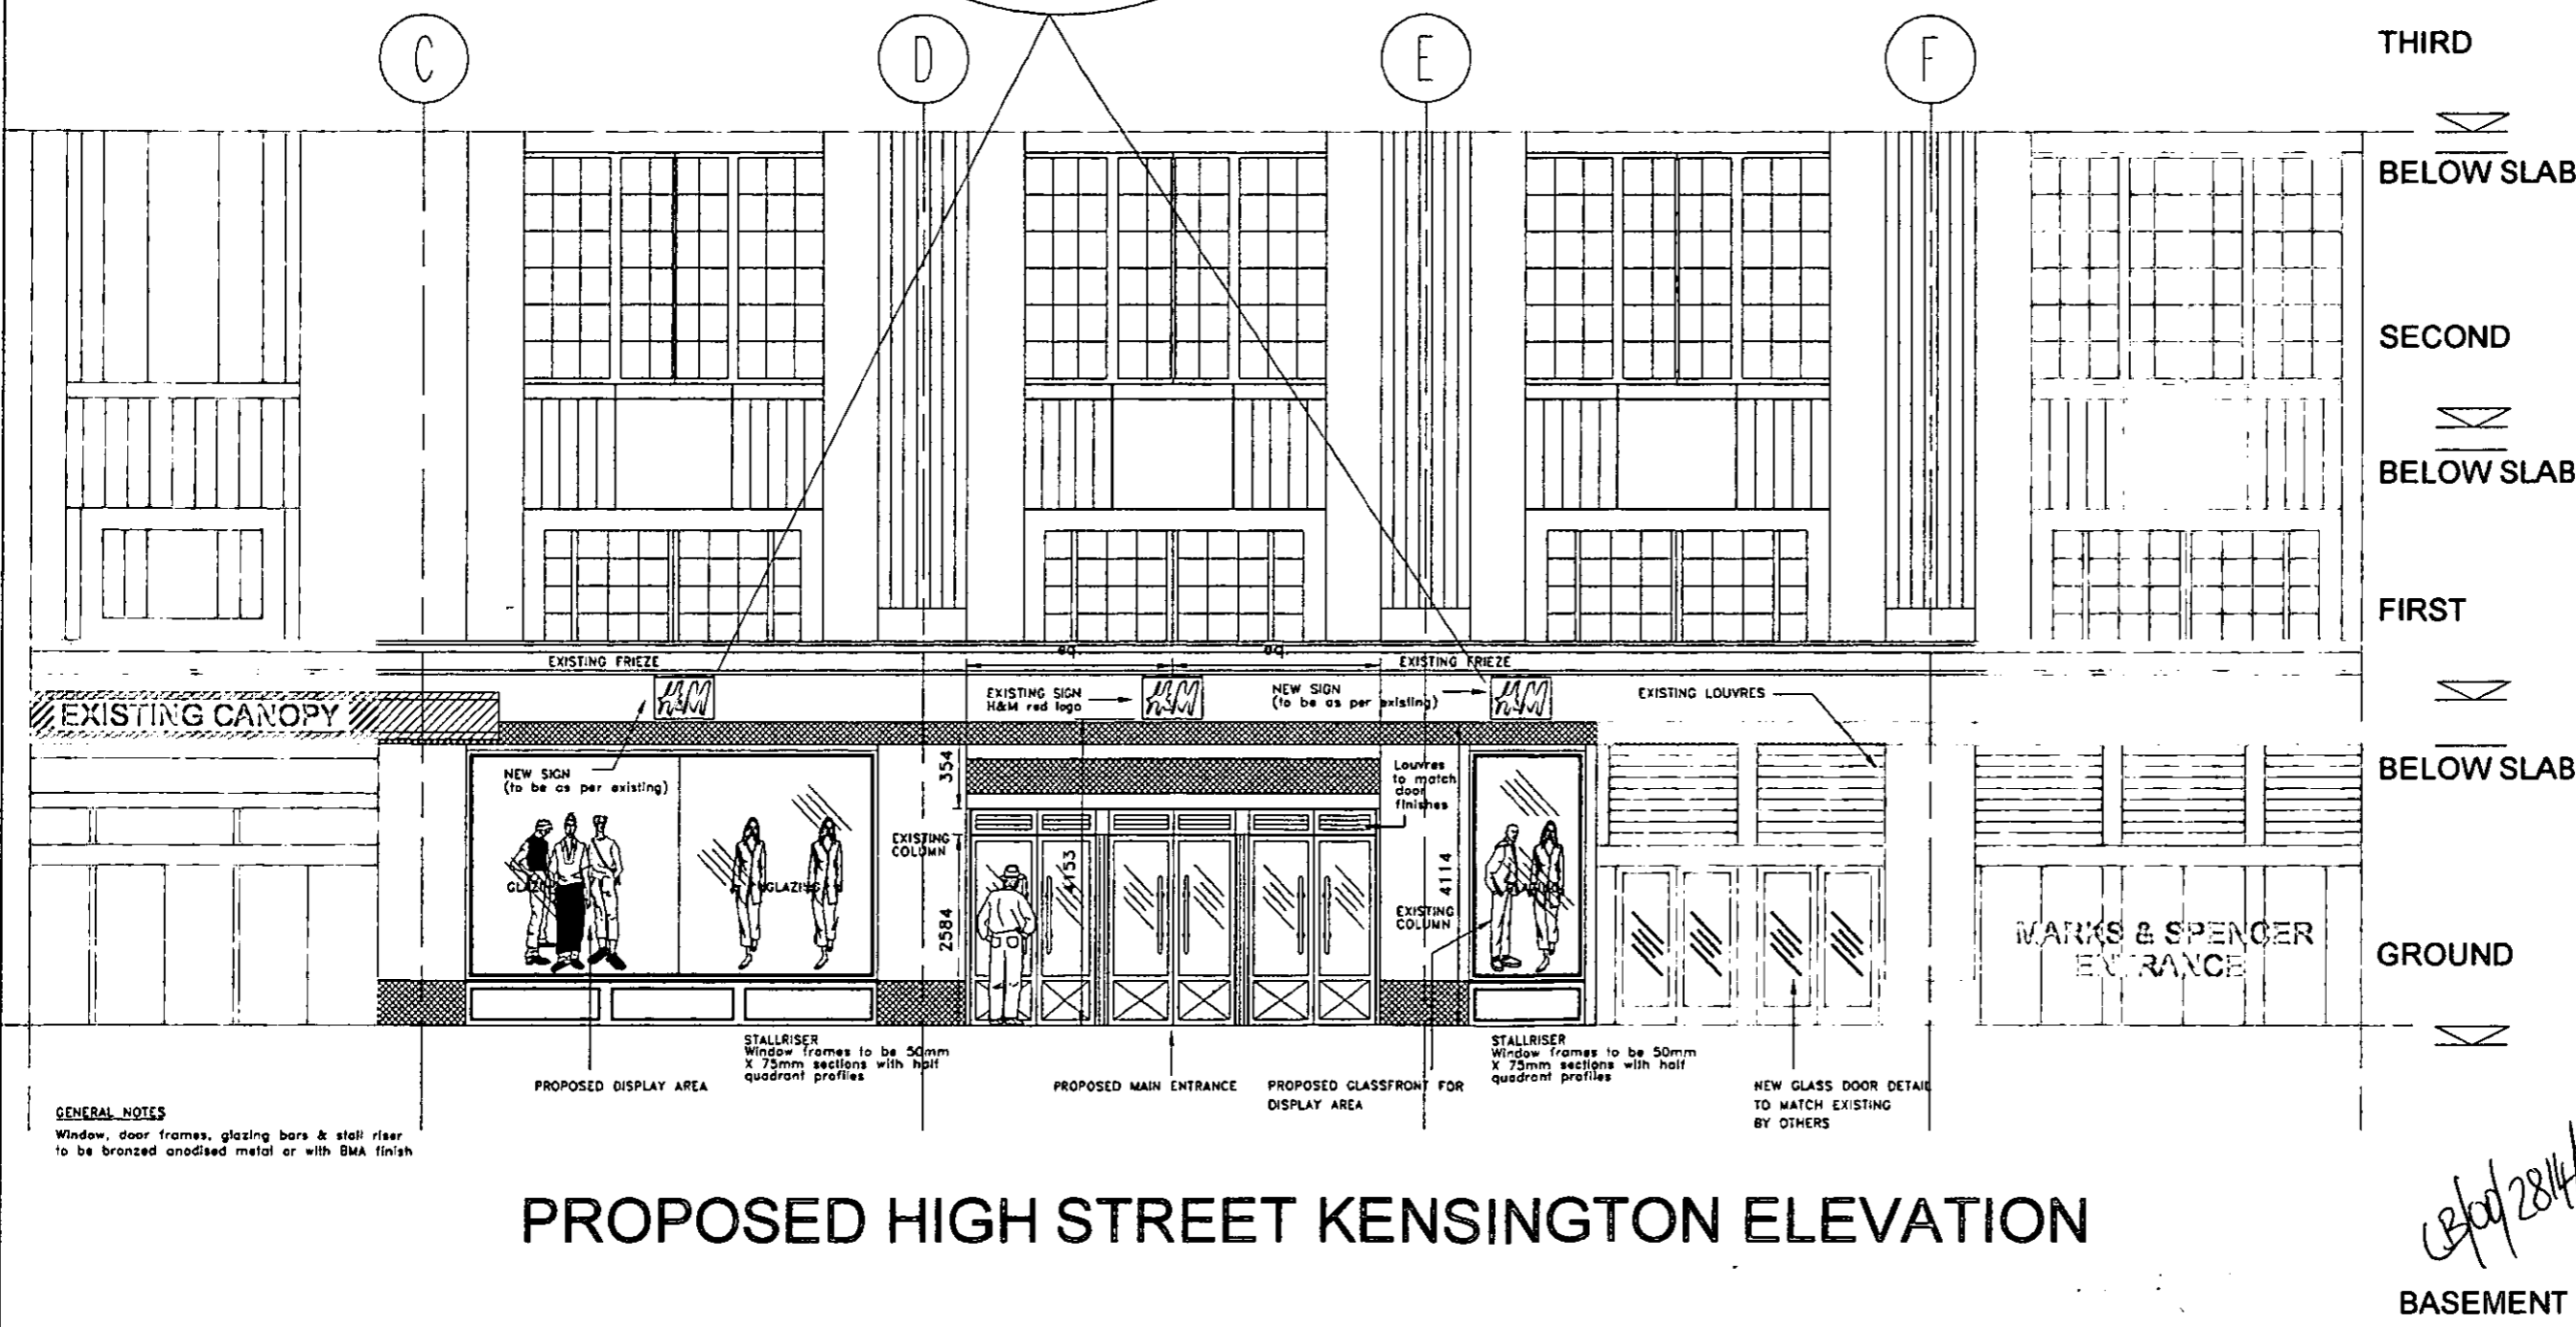 C
D
E
F
THIRD
BELOW SLAB
SECOND
BELOW SLAB
FIRST
EXISTING FRIEZE
eq.
eq.
EXISTING FRIEZE
EXISTING CANOPY
H&M
EXISTING SIGN
H&M red logo
H&M
NEW SIGN
(to be as per existing)
H&M
EXISTING LOUVRES
BELOW SLAB
NEW SIGN
(to be as per existing)
354
Louvres
to match
door
finishes
EXISTING
COLUMN
GLAZING
4153
4114
2584
EXISTING
COLUMN
MARKS & SPENCER
ENTRANCE
GROUND
STALLRISER
Window frames to be 50mm
X 75mm sections with half
quadrant profiles
STALLRISER
Window frames to be 50mm
X 75mm sections with half
quadrant profiles
PROPOSED DISPLAY AREA
PROPOSED MAIN ENTRANCE
PROPOSED GLASSFRONT FOR
DISPLAY AREA
NEW GLASS DOOR DETAIL
TO MATCH EXISTING
BY OTHERS
GENERAL NOTES
Window, door frames, glazing bars & stall riser
to be bronzed anodised metal or with BMA finish
PROPOSED HIGH STREET KENSINGTON ELEVATION
BASEMENT